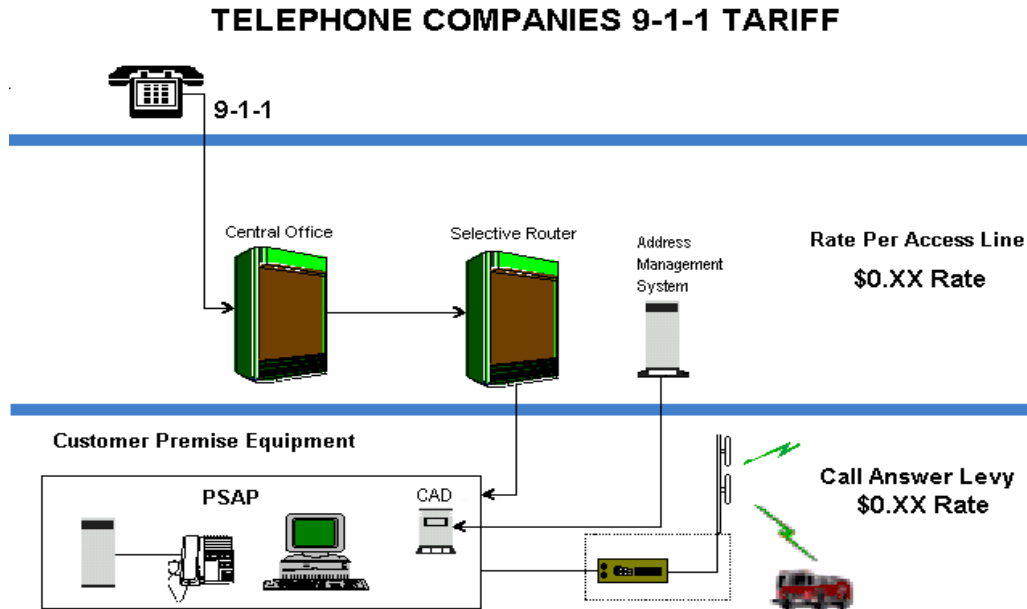 TELEPHONE COMPANIES 9-1-1 TARIFF
9-1-1
Central Office
Selective Router
Address
Management
System
Rate Per Access Line
$0.XX Rate
Customer Premise Equipment
PSAP
CAD
Call Answer Levy
$0.XX Rate